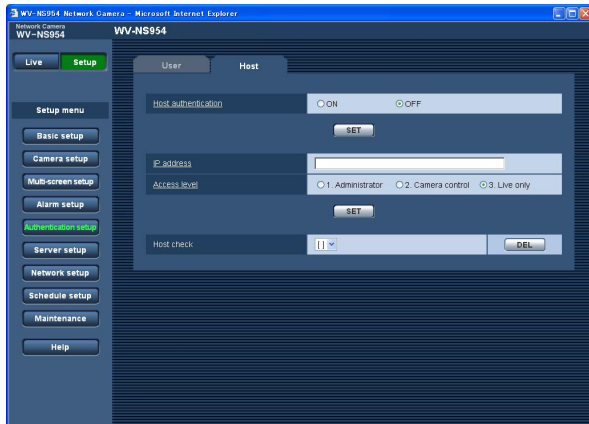 WV-NS954 Network Camera - Microsoft Internet Explorer
Network Camera
WV-NS954
WV-NS954
Live
Setup
User
Host
Setup menu
Basic setup
Camera setup
Multi-screen setup
Alarm setup
Authentication setup
Server setup
Network setup
Schedule setup
Maintenance
Help
Host authentication
ON
OFF
SET
IP address
Access level
1. Administrator
2. Camera control
3. Live only
SET
Host check
[ ]
DEL